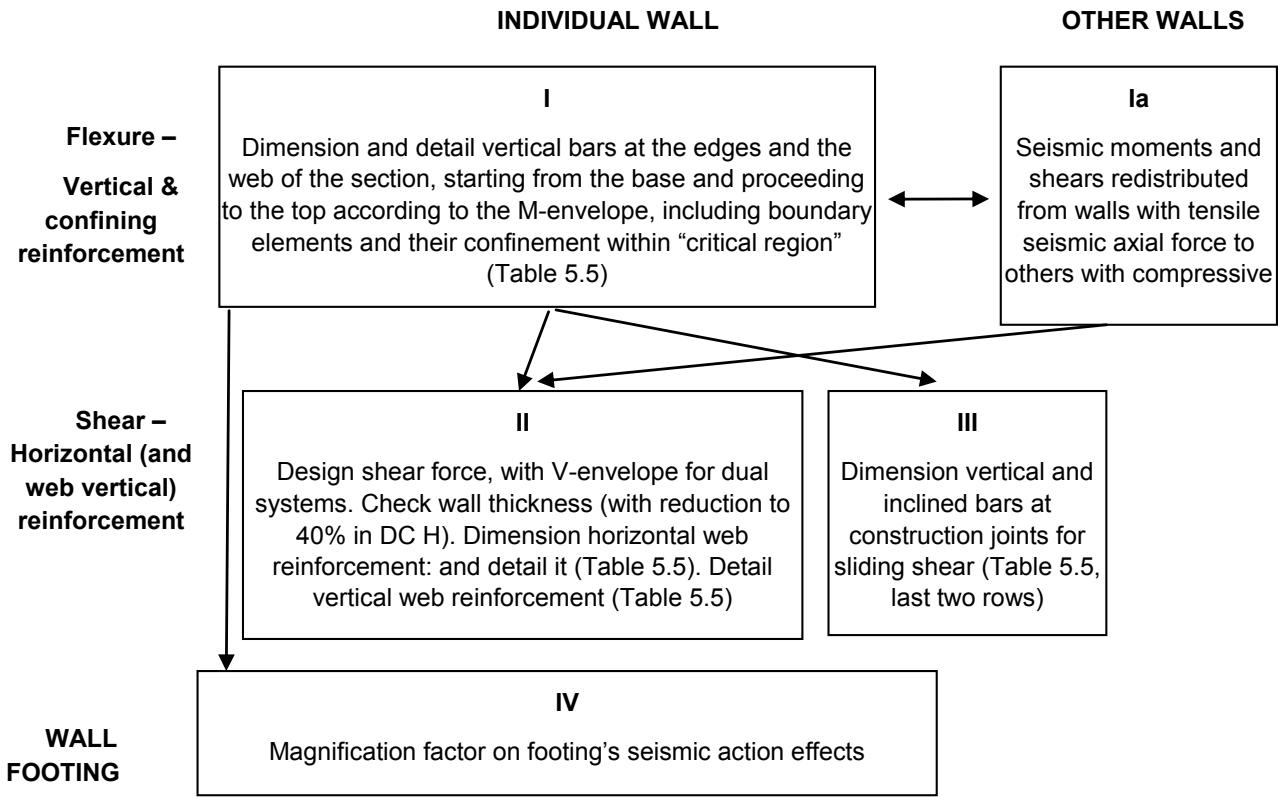 INDIVIDUAL WALL
OTHER WALLS
Flexure –
Vertical &
confining
reinforcement
I
Dimension and detail vertical bars at the edges and the
web of the section, starting from the base and proceeding
to the top according to the M-envelope, including boundary
elements and their confinement within “critical region”
(Table 5.5)
Ia
Seismic moments and
shears redistributed
from walls with tensile
seismic axial force to
others with compressive
Shear –
Horizontal (and
web vertical)
reinforcement
II
Design shear force, with V-envelope for dual
systems. Check wall thickness (with reduction to
40% in DC H). Dimension horizontal web
reinforcement: and detail it (Table 5.5). Detail
vertical web reinforcement (Table 5.5)
III
Dimension vertical and
inclined bars at
construction joints for
sliding shear (Table 5.5,
last two rows)
WALL
FOOTING
IV
Magnification factor on footing’s seismic action effects